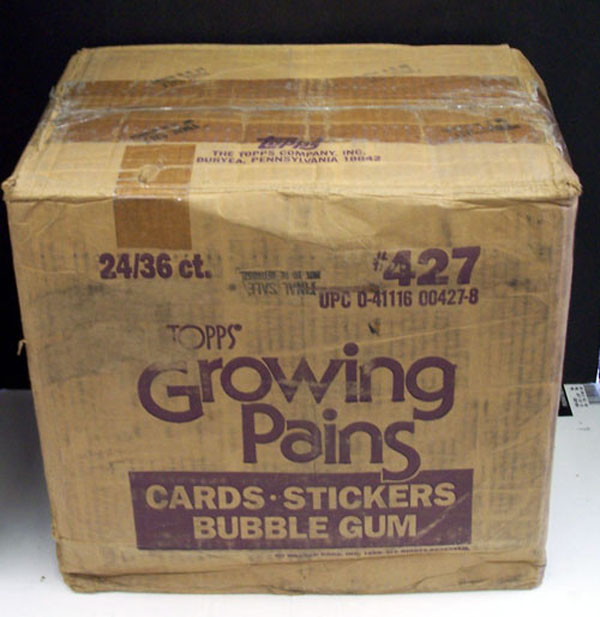 Topps
THE TOPPS COMPANY, INC.
DURYEA, PENNSYLVANIA 18642
24/36 ct.
FINAL SALE
#427
UPC 0-41116 00427-8
TOPPS®
Growing
Pains
CARDS·STICKERS
BUBBLE GUM